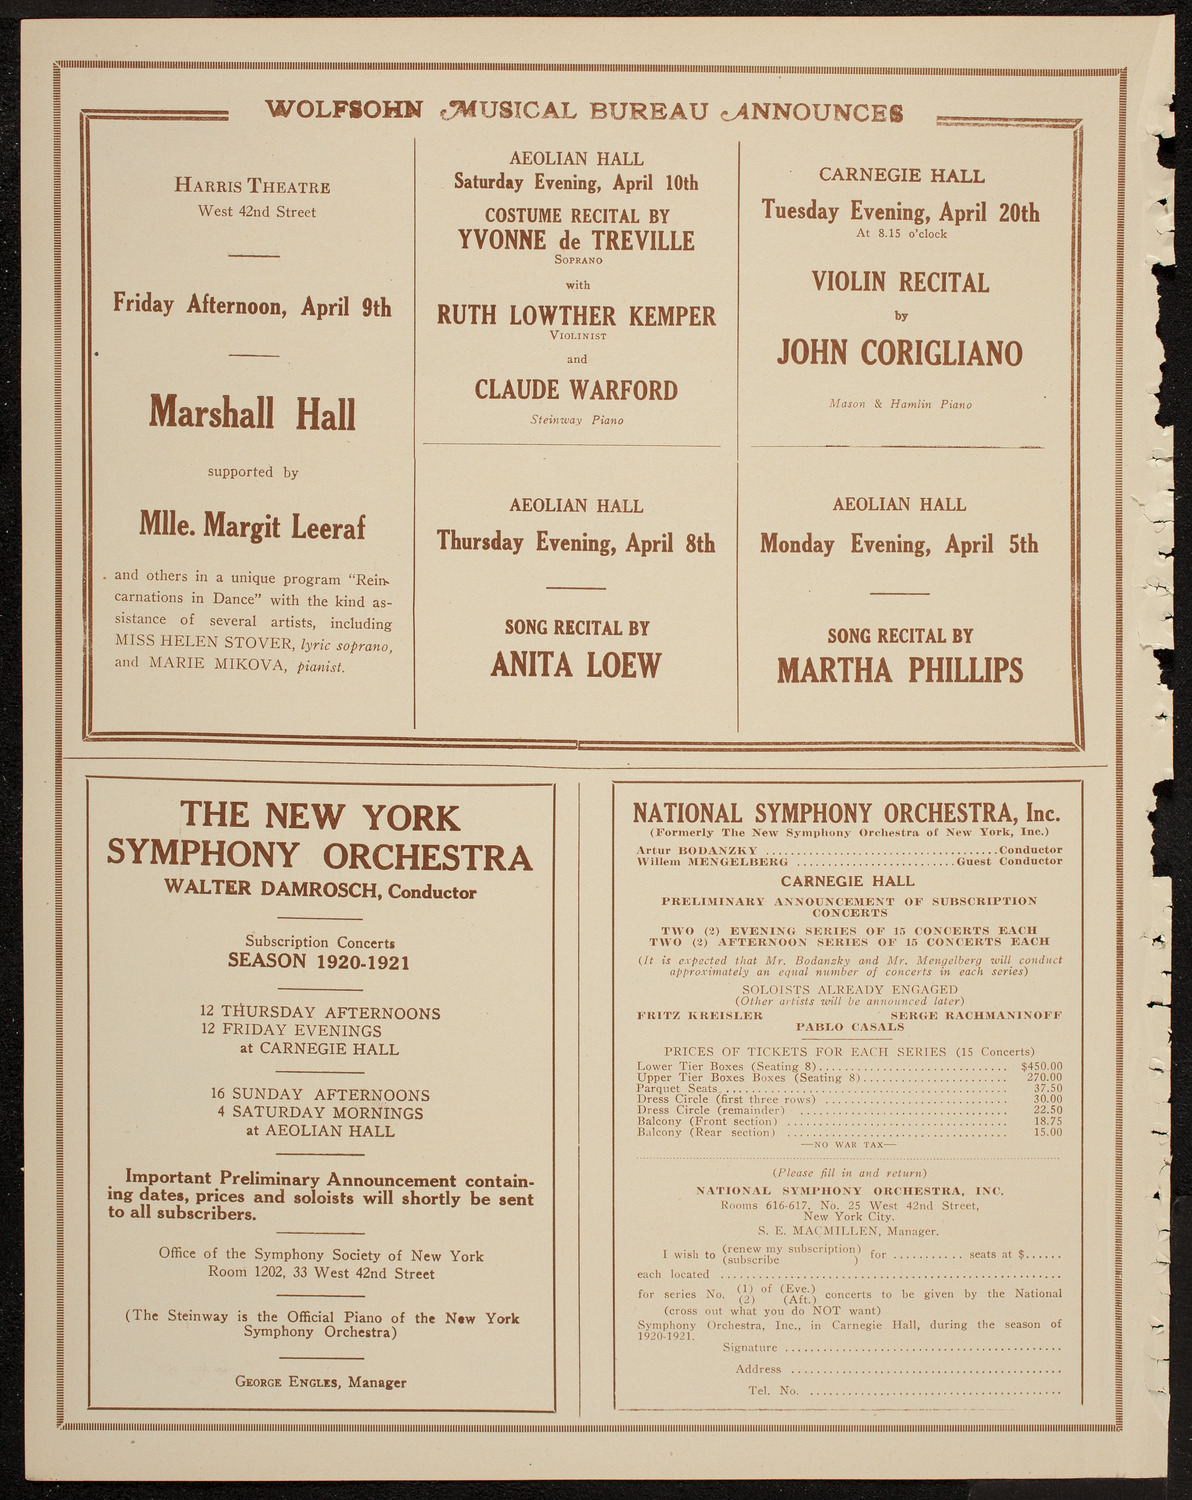 WOLFSOHN MUSICAL BUREAU ANNOUNCES
HARRIS THEATRE
West 42nd Street
Friday Afternoon, April 9th
Marshall Hall
supported by
Mlle. Margit Leeraf
and others in a unique program “Rein-
carnations in Dance” with the kind as-
sistance of several artists, including
MISS HELEN STOVER, lyric soprano,
and MARIE MIKOVA, pianist.
AEOLIAN HALL
Saturday Evening, April 10th
COSTUME RECITAL BY
YVONNE de TREVILLE
SOPRANO
with
RUTH LOWTHER KEMPER
VIOLINIST
and
CLAUDE WARFORD
Steinway Piano
AEOLIAN HALL
Thursday Evening, April 8th
SONG RECITAL BY
ANITA LOEW
CARNEGIE HALL
Tuesday Evening, April 20th
At 8.15 o'clock
VIOLIN RECITAL
by
JOHN CORIGLIANO
Mason & Hamlin Piano
AEOLIAN HALL
Monday Evening, April 5th
SONG RECITAL BY
MARTHA PHILLIPS
THE NEW YORK
SYMPHONY ORCHESTRA
WALTER DAMROSCH, Conductor
Subscription Concerts
SEASON 1920-1921
12 THURSDAY AFTERNOONS
12 FRIDAY EVENINGS
at CARNEGIE HALL
16 SUNDAY AFTERNOONS
4 SATURDAY MORNINGS
at AEOLIAN HALL
Important Preliminary Announcement contain-
ing dates, prices and soloists will shortly be sent
to all subscribers.
Office of the Symphony Society of New York
Room 1202, 33 West 42nd Street
(The Steinway is the Official Piano of the New York
Symphony Orchestra)
GEORGE ENGLES, Manager
NATIONAL SYMPHONY ORCHESTRA, Inc.
(Formerly The New Symphony Orchestra of New York, Inc.)
Artur BODANZKY ....................................Conductor
Willem MENGELBERG ........................Guest Conductor
CARNEGIE HALL
PRELIMINARY ANNOUNCEMENT OF SUBSCRIPTION
CONCERTS
TWO (2) EVENING SERIES OF 15 CONCERTS EACH
TWO (2) AFTERNOON SERIES OF 15 CONCERTS EACH
(It is expected that Mr. Bodanzky and Mr. Mengelberg will conduct
approximately an equal number of concerts in each series)
SOLOISTS ALREADY ENGAGED
(Other artists will be announced later)
FRITZ KREISLER SERGE RACHMANINOFF
PABLO CASALS
PRICES OF TICKETS FOR EACH SERIES (15 Concerts)
Lower Tier Boxes (Seating 8)............................ $450.00
Upper Tier Boxes Boxes (Seating 8)...................... 270.00
Parquet Seats .......................................... 37.50
Dress Circle (first three rows) ........................... 30.00
Dress Circle (remainder) ............................... 22.50
Balcony (Front section) ................................. 18.75
Balcony (Rear section) ................................. 15.00
—NO WAR TAX—
(Please fill in and return)
NATIONAL SYMPHONY ORCHESTRA, INC.
Rooms 616-617, No. 25 West 42nd Street,
New York City.
S. E. MACMILLEN, Manager.
I wish to (renew my subscription) for ........... seats at $......
(subscribe )
each located ....................................................
for series No. (1) of (Eve.) concerts to be given by the National
(2) (Aft.)
(cross out what you do NOT want)
Symphony Orchestra, Inc., in Carnegie Hall, during the season of
1920-1921.
Signature ..........................................
Address .........................................
Tel. No. ......................................